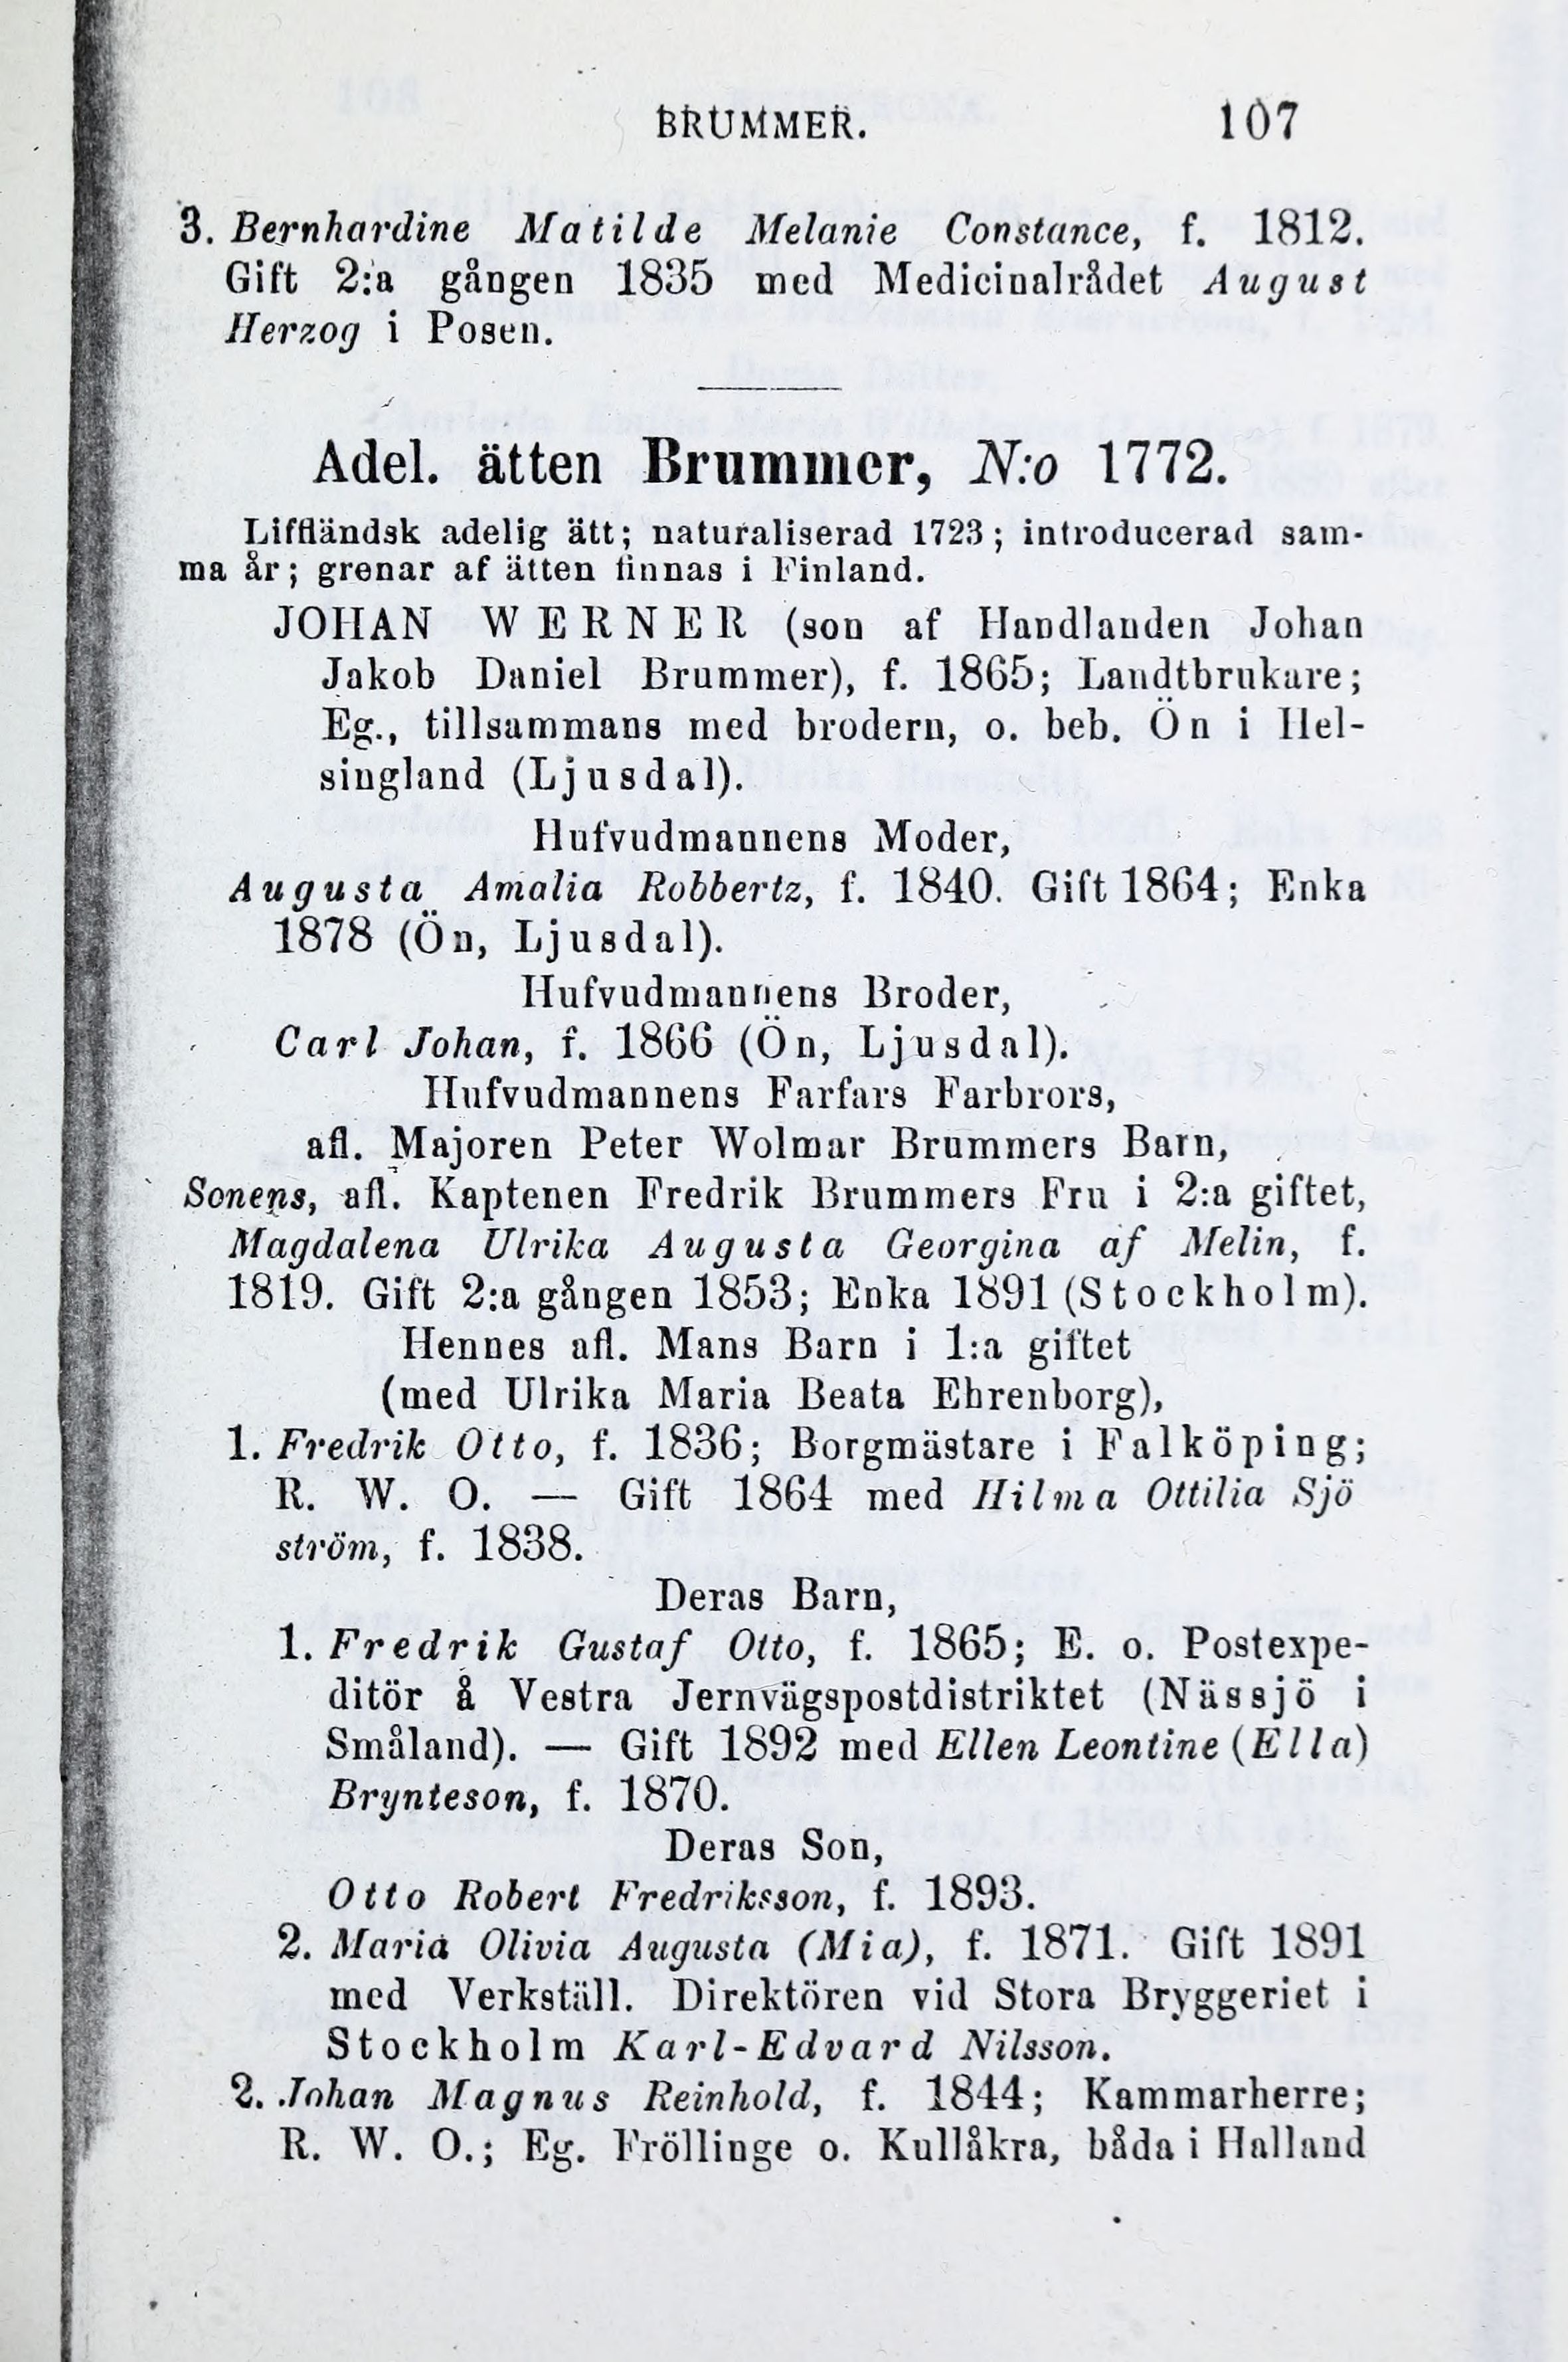 BRUMMER. 107
3. Bernhardine Matilde Melanie Constance, f. 1812.
Gift 2:a gången 1835 med Medicinalrådet August
Herzog i Posen.
Adel. ätten Brummer, N:o 1772.
Liffländsk adelig ätt; naturaliserad 1723; introducerad sam-
ma år; grenar af ätten finnas i Finland.
JOHAN WERNER (son af Handlanden Johan
Jakob Daniel Brummer), f. 1865; Landtbrukare;
Eg., tillsammans med brodern, o. beb. Ön i Hel-
singland (Ljusdal).
Hufvudmannens Moder,
Augusta Amalia Robbertz, f. 1840. Gift 1864; Enka
1878 (Ön, Ljusdal).
Hufvudmannens Broder,
Carl Johan, f. 1866 (Ön, Ljusdal).
Hufvudmannens Farfars Farbrors,
afl. Majoren Peter Wolmar Brummers Barn,
Sonens, afl. Kaptenen Fredrik Brummers Fru i 2:a giftet,
Magdalena Ulrika Augusta Georgina af Melin, f.
1819. Gift 2:a gången 1853; Enka 1891 (Stockholm).
Hennes afl. Mans Barn i 1:a giftet
(med Ulrika Maria Beata Ehrenborg),
1. Fredrik Otto, f. 1836; Borgmästare i Falköping;
R. W. O. — Gift 1864 med Hilma Ottilia Sjö
ström, f. 1838.
Deras Barn,
1. Fredrik Gustaf Otto, f. 1865; E. o. Postexpe-
ditör å Vestra Jernvägspostdistriktet (Nässjö i
Småland). — Gift 1892 med Ellen Leontine (Ella)
Brynteson, f. 1870.
Deras Son,
Otto Robert Fredriksson, f. 1893.
2. Maria Olivia Augusta (Mia), f. 1871. Gift 1891
med Verkställ. Direktören vid Stora Bryggeriet i
Stockholm Karl-Edvard Nilsson.
2. Johan Magnus Reinhold, f. 1844; Kammarherre;
R. W. O.; Eg. Fröllinge o. Kullåkra, båda i Halland